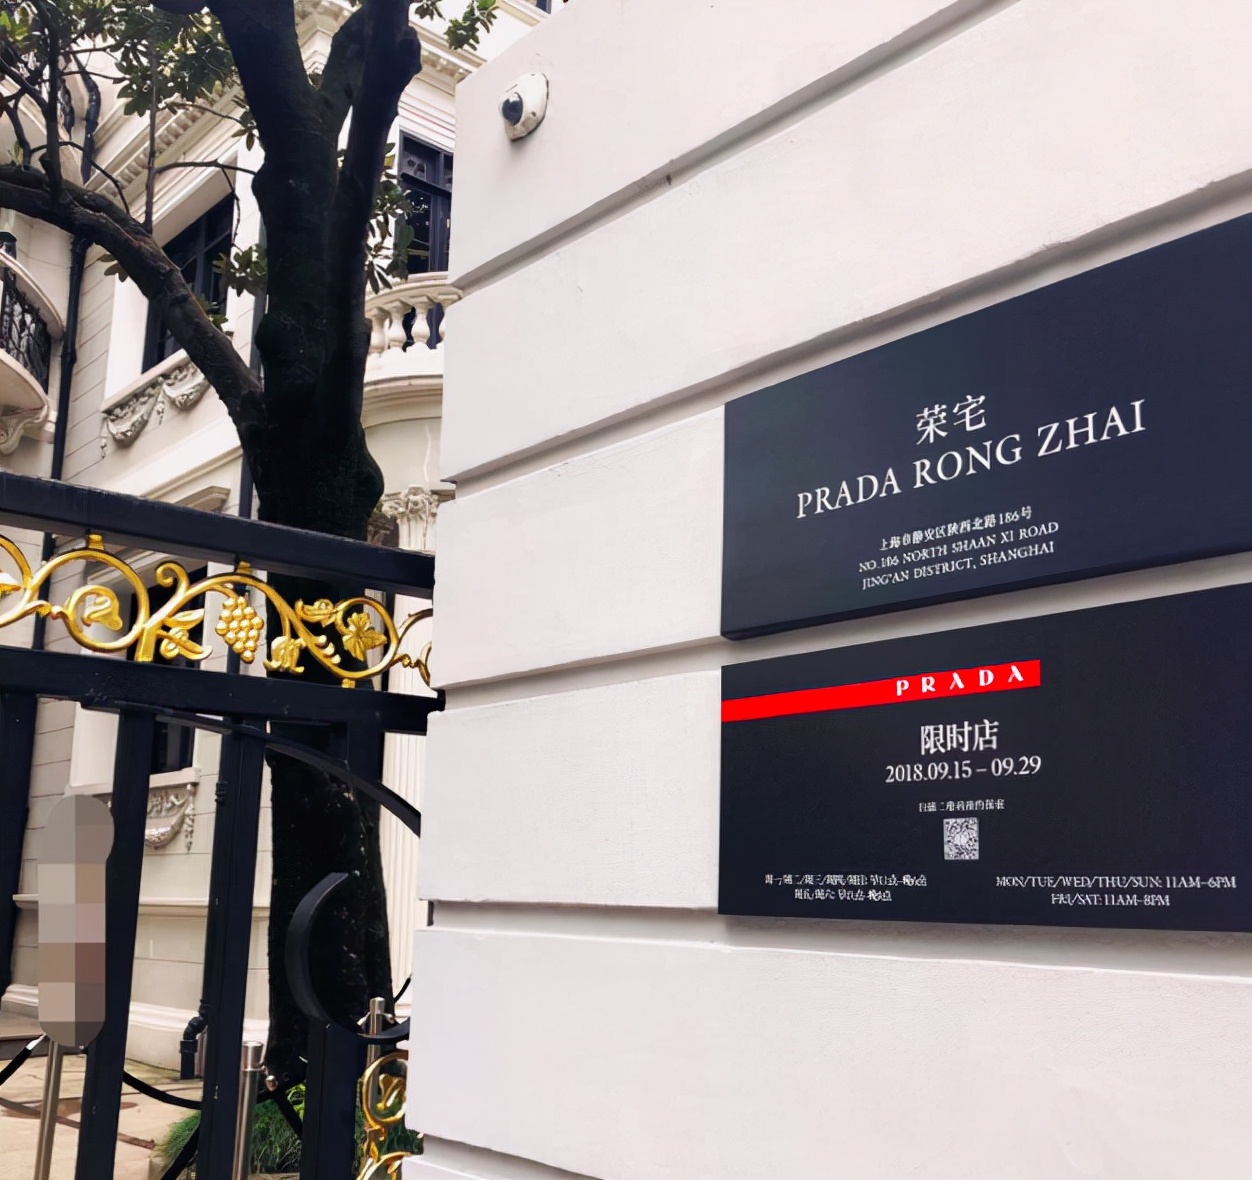 荣宅
PRADA RONG ZHAI
上海市静安区陕西北路186号
NO.186 NORTH SHAAN XI ROAD
JING'AN DISTRICT, SHANGHAI
PRADA
限时店
2018.09.15 – 09.29
MON/TUE/WED/THU/SUN: 11AM–6PM
FRI/SAT: 11AM–8PM